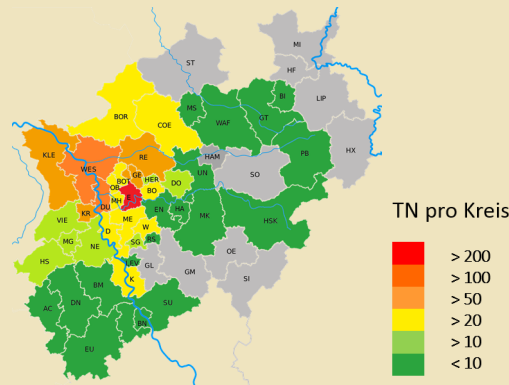 MI
ST
HF
LIP
BOR
MS
BI
GT
COE
WAF
KLE
RE
PB
HX
WES
HAM
GE
UN
SO
BOT
HER
DO
OB
BO
MH
E
DU
KR
EN
HA
MK
HSK
VIE
ME
W
D
MG
NE
SG
RS
OE
HS
LEV
GL
GM
SI
K
BM
DN
SU
AC
BN
EU
TN pro Kreis
> 200
> 100
> 50
> 20
> 10
< 10